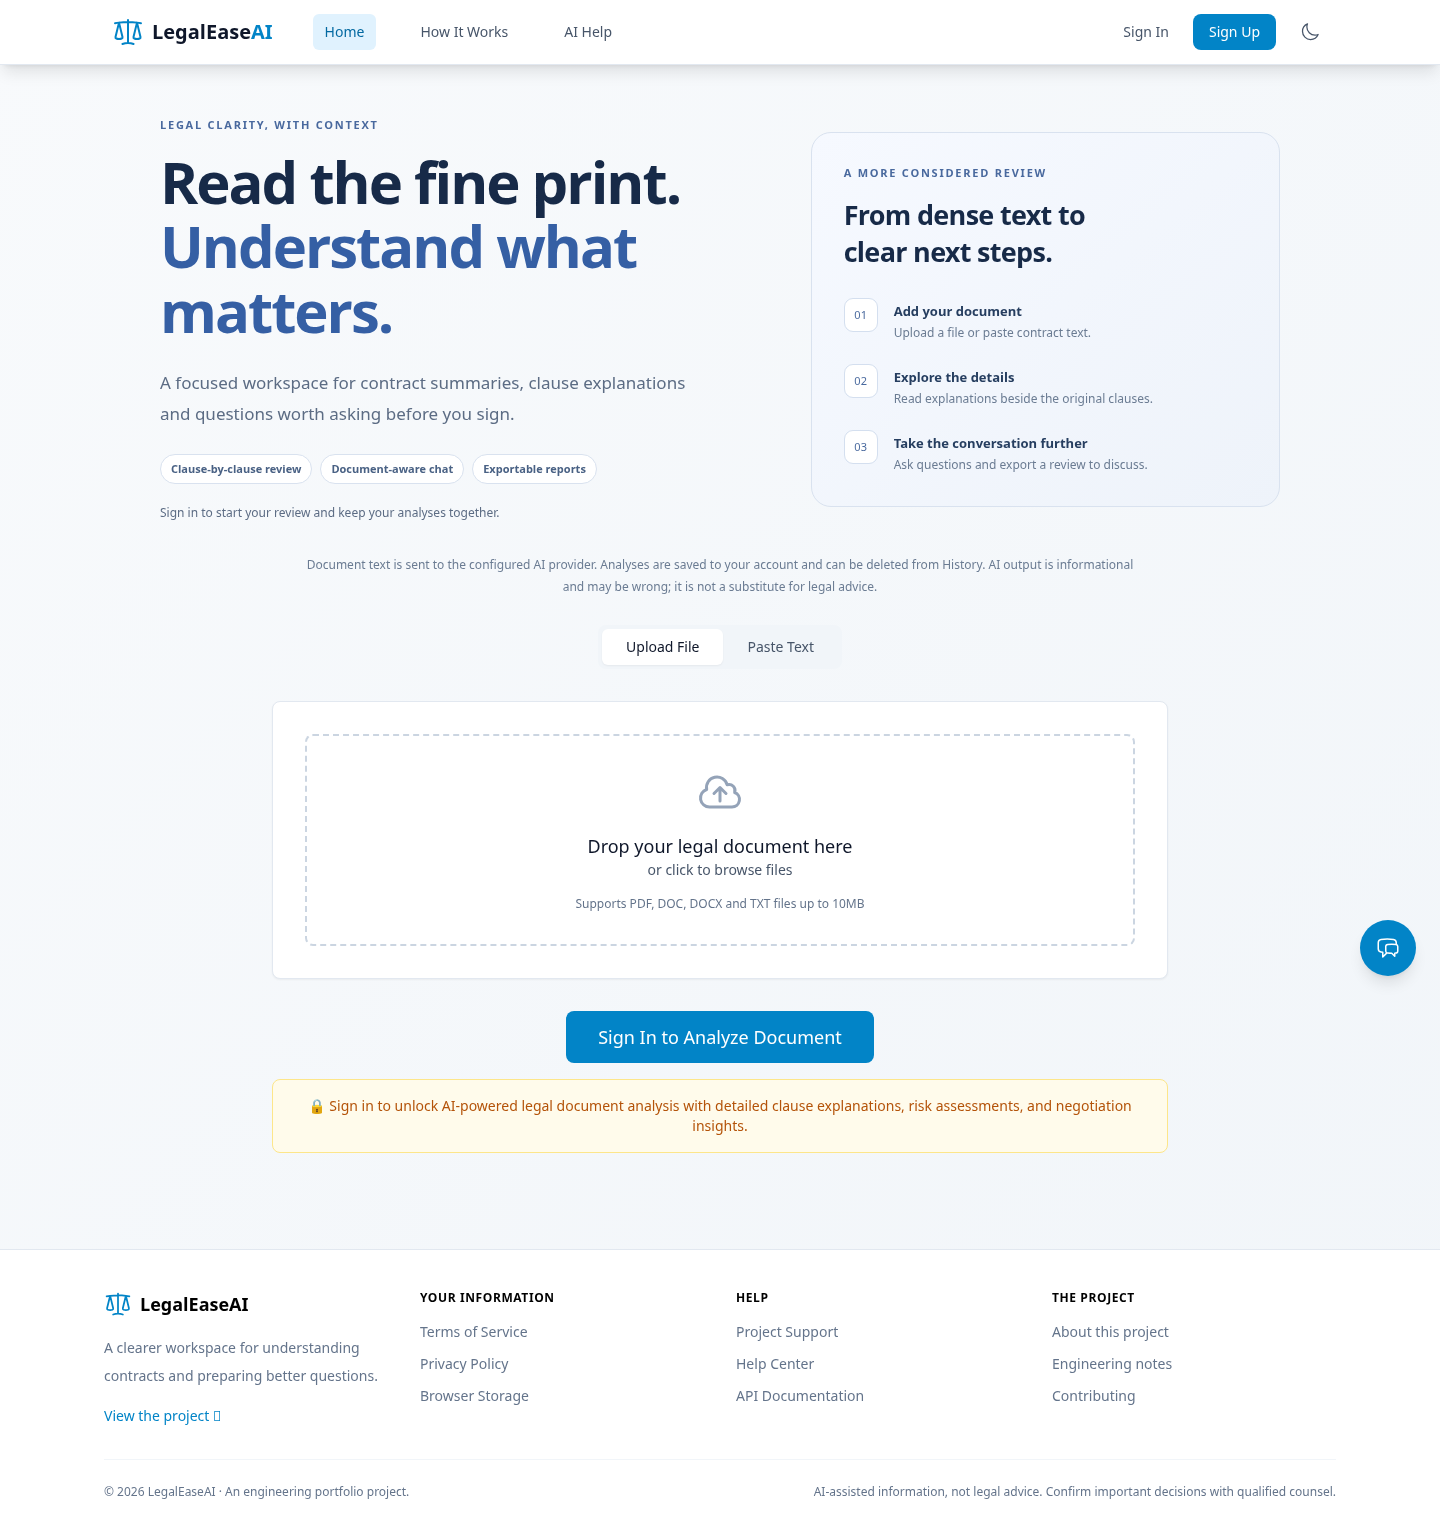 LegalEaseAI
Home
How It Works
AI Help
Sign In
Sign Up
LEGAL CLARITY, WITH CONTEXT
Read the fine print.
Understand what
matters.
A focused workspace for contract summaries, clause explanations
and questions worth asking before you sign.
Clause-by-clause review
Document-aware chat
Exportable reports
Sign in to start your review and keep your analyses together.
A MORE CONSIDERED REVIEW
From dense text to
clear next steps.
01
Add your document
Upload a file or paste contract text.
02
Explore the details
Read explanations beside the original clauses.
03
Take the conversation further
Ask questions and export a review to discuss.
Document text is sent to the configured AI provider. Analyses are saved to your account and can be deleted from History. AI output is informational
and may be wrong; it is not a substitute for legal advice.
Upload File
Paste Text
Drop your legal document here
or click to browse files
Supports PDF, DOC, DOCX and TXT files up to 10MB
Sign In to Analyze Document
🔒 Sign in to unlock AI-powered legal document analysis with detailed clause explanations, risk assessments, and negotiation
insights.
LegalEaseAI
A clearer workspace for understanding
contracts and preparing better questions.
View the project
YOUR INFORMATION
Terms of Service
Privacy Policy
Browser Storage
HELP
Project Support
Help Center
API Documentation
THE PROJECT
About this project
Engineering notes
Contributing
© 2026 LegalEaseAI · An engineering portfolio project.
AI-assisted information, not legal advice. Confirm important decisions with qualified counsel.